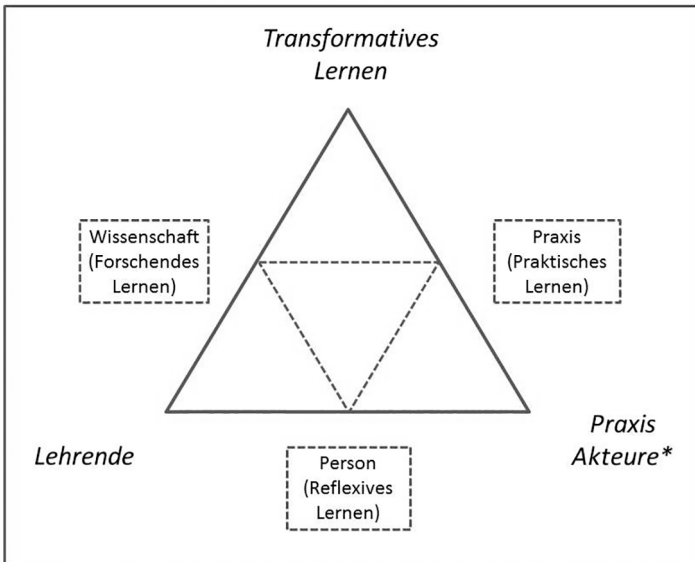 Transformatives
Lernen
Wissenschaft
(Forschendes
Lernen)
Praxis
(Praktisches
Lernen)
Lehrende
Person
(Reflexives
Lernen)
Praxis
Akteure*